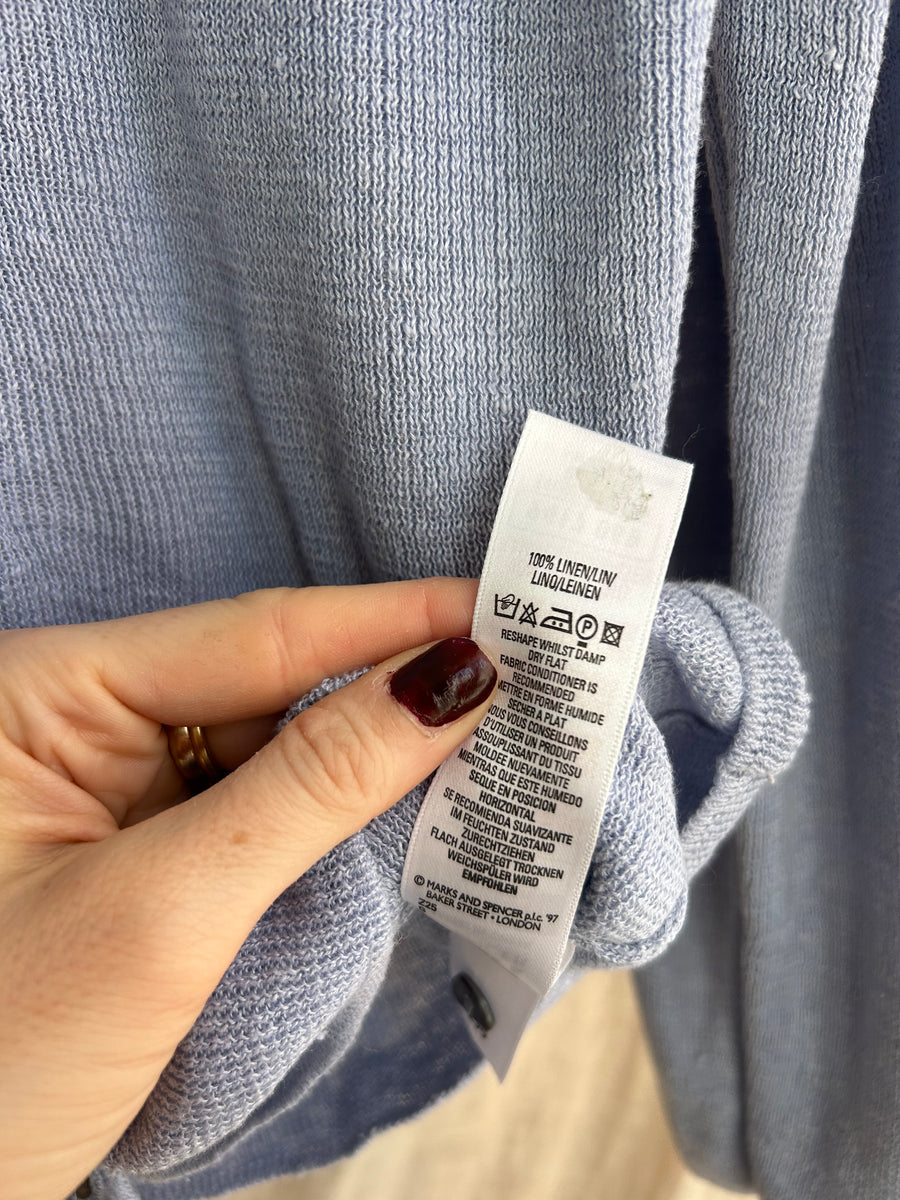 100% LINEN/LIN/
LINO/LEINEN
P
RESHAPE WHILST DAMP
DRY FLAT
FABRIC CONDITIONER IS
RECOMMENDED
METTRE EN FORME HUMIDE
SECHER A PLAT
NOUS VOUS CONSEILLONS
D'UTILISER UN PRODUIT
ASSOUPLISSANT DU TISSU
MOLDEE NUEVAMENTE
MIENTRAS QUE ESTE HUMEDO
SEQUE EN POSICION
HORIZONTAL
SE RECOMIENDA SUAVIZANTE
IM FEUCHTEN ZUSTAND
ZURECHTZIEHEN
FLACH AUSGELEGT TROCKNEN
WEICHSPÜLER WIRD
EMPFOHLEN
© MARKS AND SPENCER p.l.c. '97
BAKER STREET • LONDON
Z25